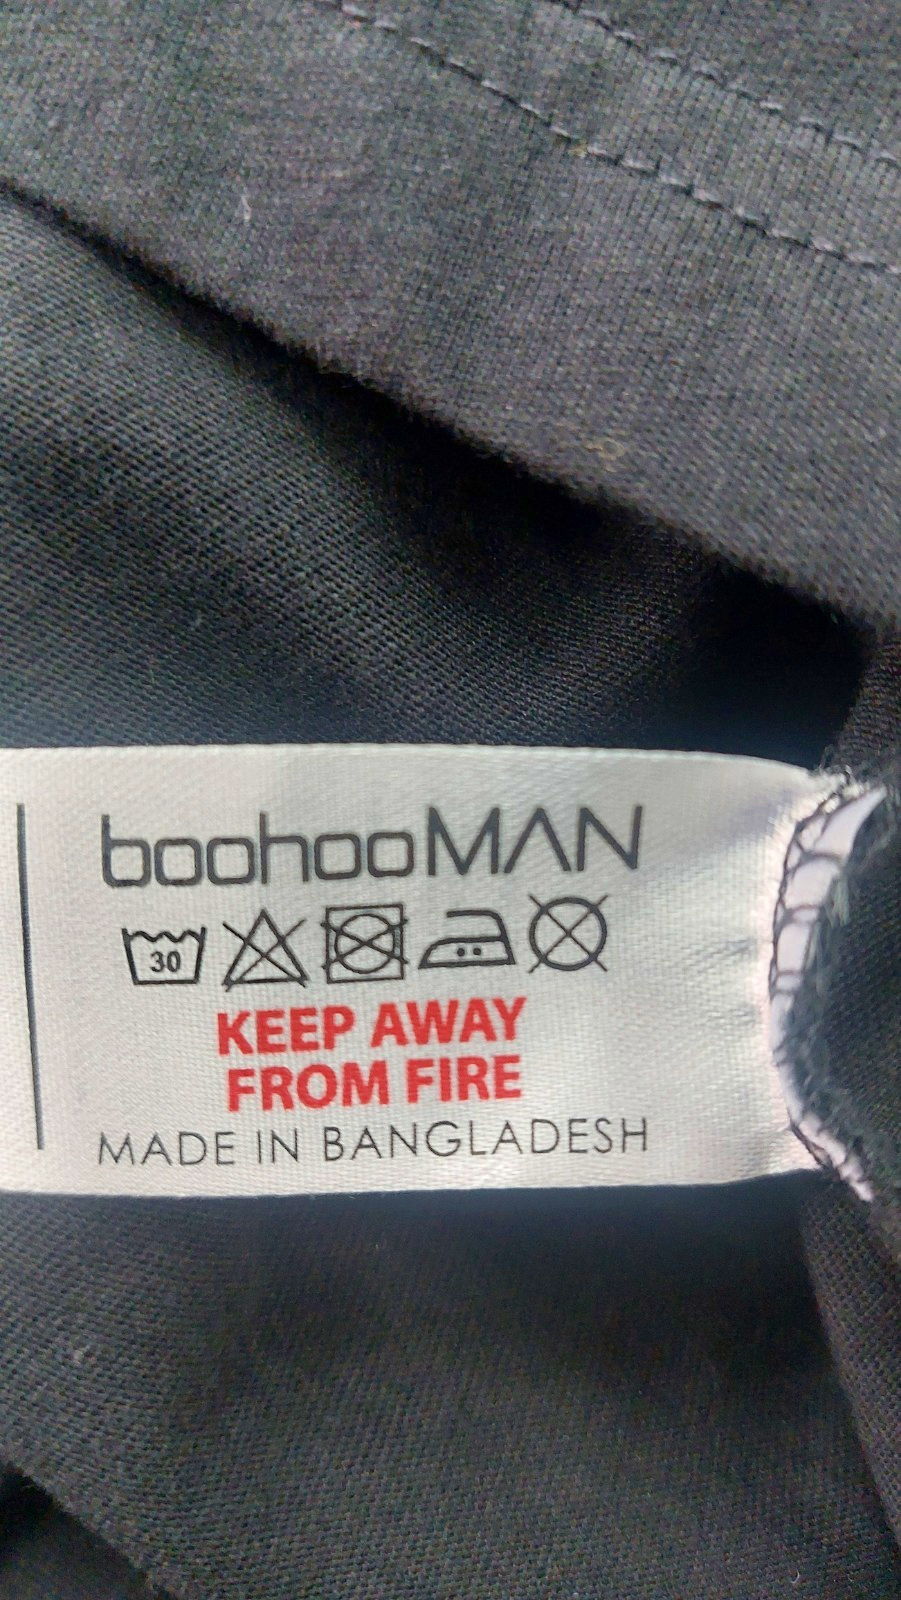 boohooMAN
30
KEEP AWAY
FROM FIRE
MADE IN BANGLADESH